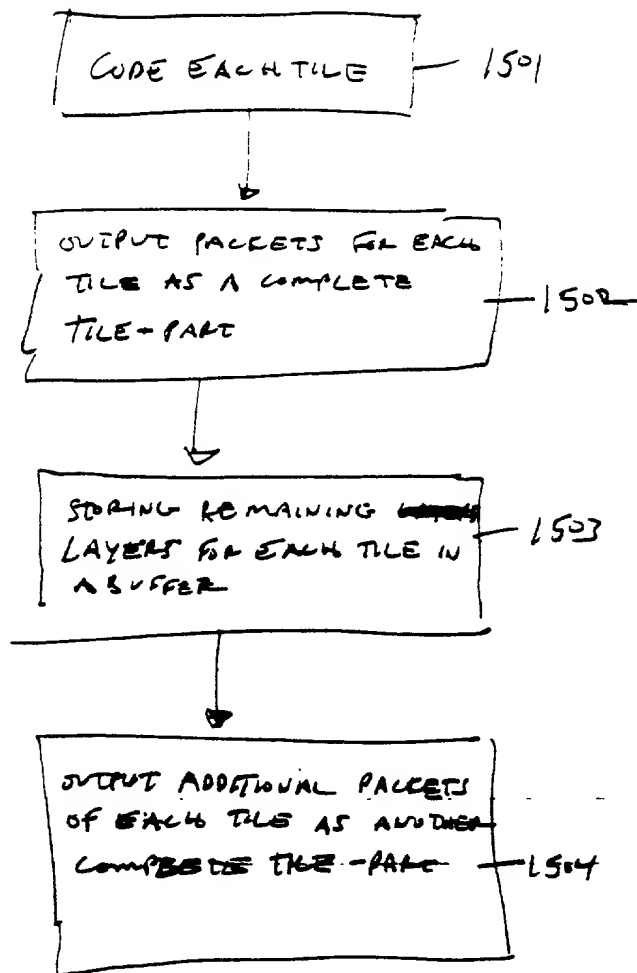 CODE EACH TILE
1501
OUTPUT PACKETS FOR EACH
TILE AS A COMPLETE
TILE-PART
1502
STORING REMAINING
LAYERS FOR EACH TILE IN
A BUFFER
1503
OUTPUT ADDITIONAL PACKETS
OF EACH TILE AS ANOTHER
COMPLETE TILE-PART
1504